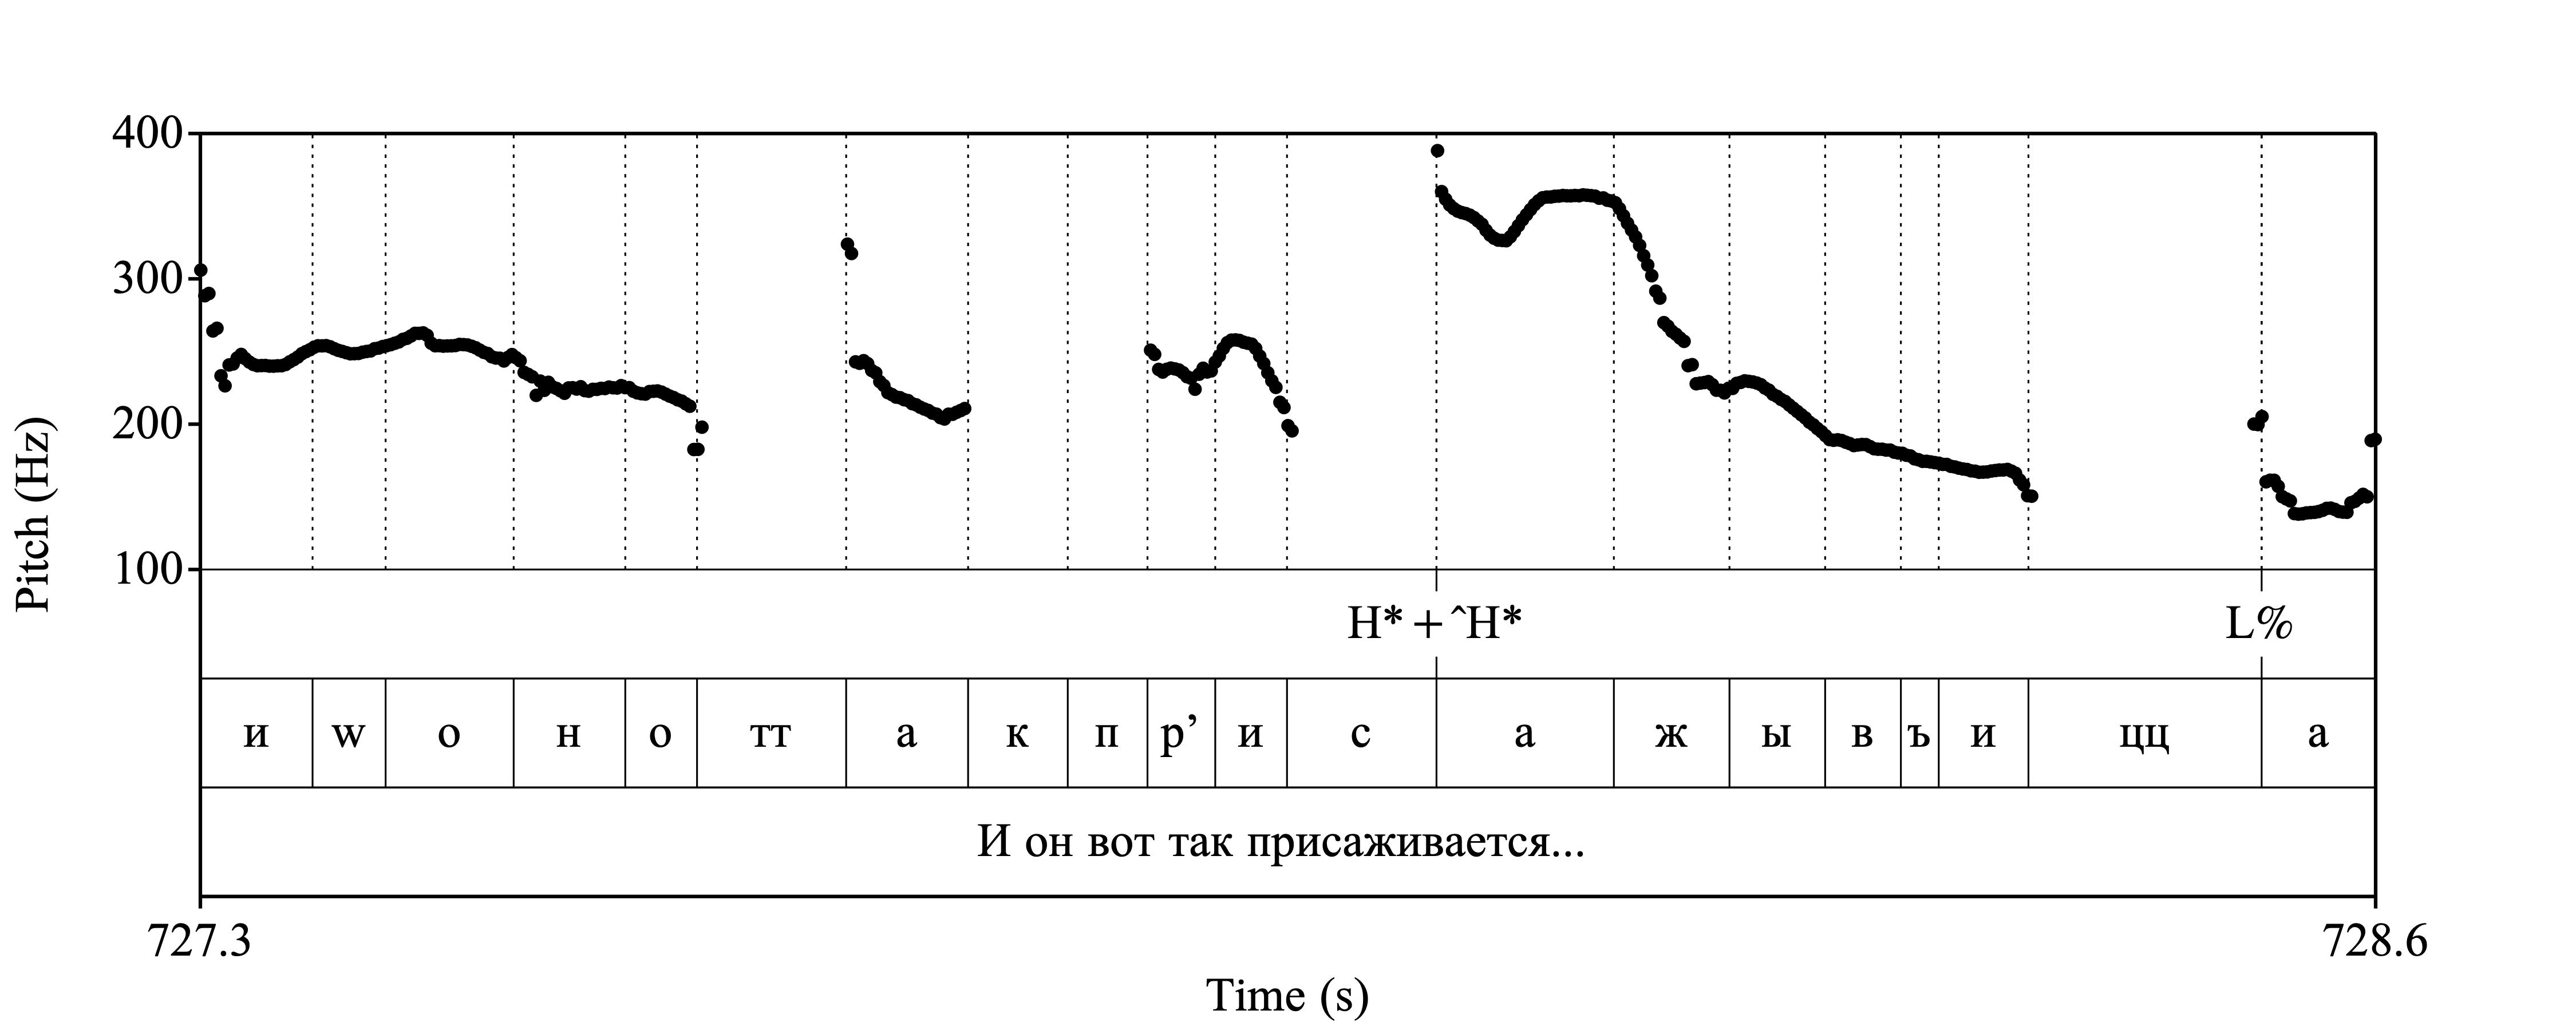 400
300
200
100
Pitch (Hz)
H* + ˆH* L%
и w о н о тт а к п р’ и с а ж ы в ъ и цц а
И он вот так присаживается...
727.3 728.6
Time (s)